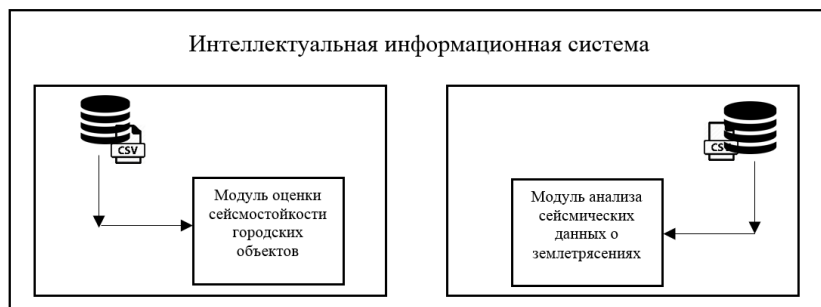 Интеллектуальная информационная система
CSV
Модуль оценки
сейсмостойкости
городских
объектов
CSV
Модуль анализа
сейсмических
данных о
землетрясениях